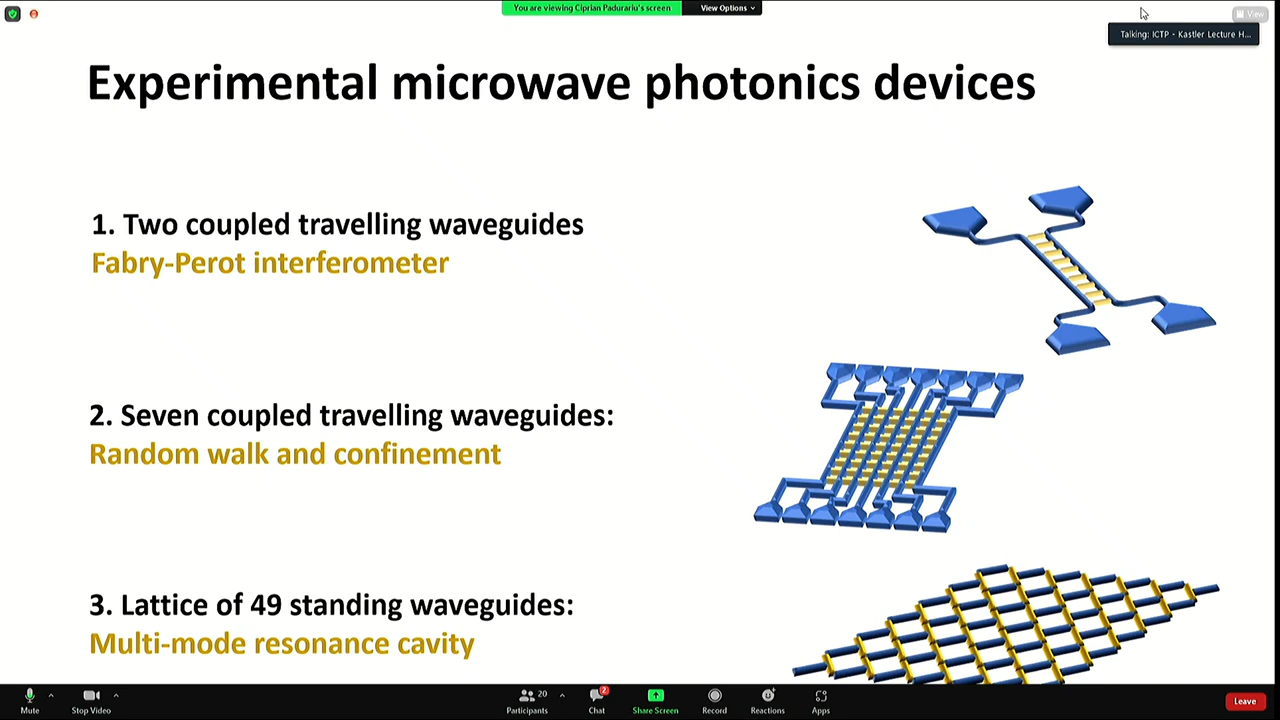 You are viewing Ciprian Padurariu's screen
View Options
View
Talking: ICTP - Kastler Lecture H...
Experimental microwave photonics devices
1. Two coupled travelling waveguides
Fabry-Perot interferometer
2. Seven coupled travelling waveguides:
Random walk and confinement
3. Lattice of 49 standing waveguides:
Multi-mode resonance cavity
Mute
Stop Video
20
Participants
2
Chat
Share Screen
Record
Reactions
Apps
Leave